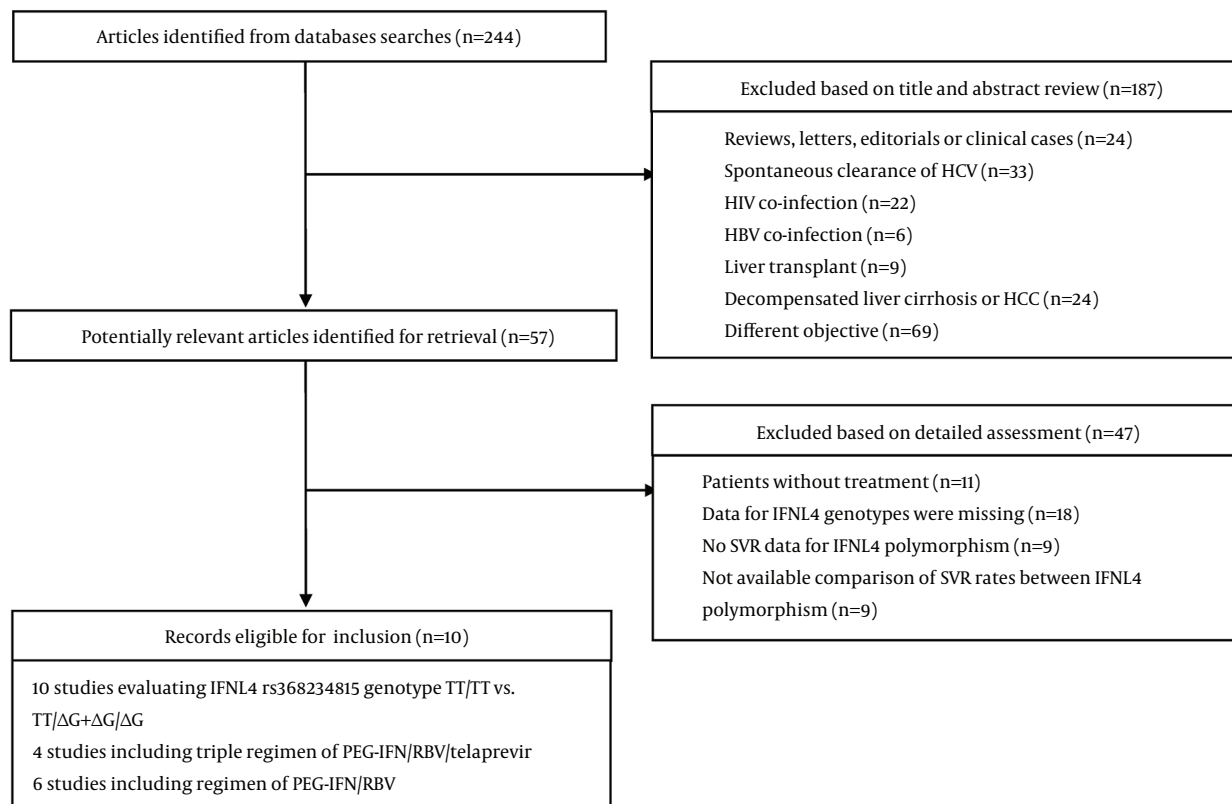 Articles identified from databases searches (n=244)
Excluded based on title and abstract review (n=187)
Reviews, letters, editorials or clinical cases (n=24)
Spontaneous clearance of HCV (n=33)
HIV co-infection (n=22)
HBV co-infection (n=6)
Liver transplant (n=9)
Decompensated liver cirrhosis or HCC (n=24)
Different objective (n=69)
Potentially relevant articles identified for retrieval (n=57)
Excluded based on detailed assessment (n=47)
Patients without treatment (n=11)
Data for IFNL4 genotypes were missing (n=18)
No SVR data for IFNL4 polymorphism (n=9)
Not available comparison of SVR rates between IFNL4
polymorphism (n=9)
Records eligible for inclusion (n=10)
10 studies evaluating IFNL4 rs368234815 genotype TT/TT vs.
TT/ΔG+ΔG/ΔG
4 studies including triple regimen of PEG-IFN/RBV/telaprevir
6 studies including regimen of PEG-IFN/RBV